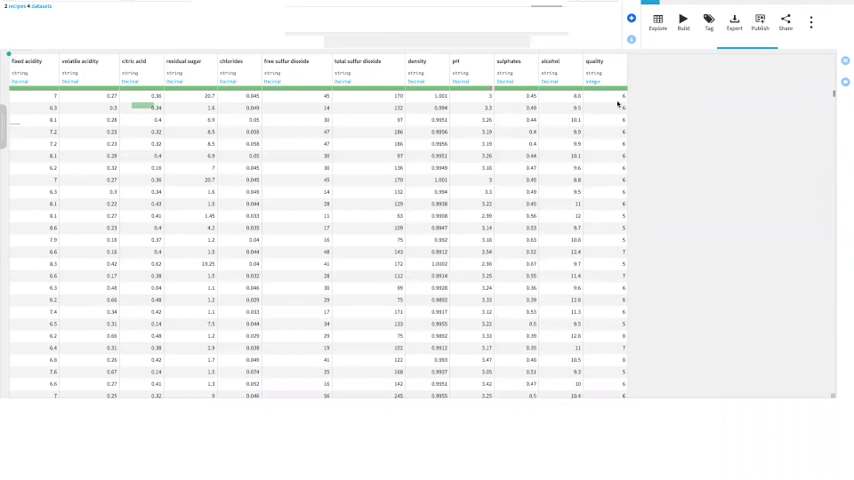 2 recipes 4 datasets
Explore Build Tag Export Publish Share
fixed acidity volatile acidity citric acid residual sugar chlorides free sulfur dioxide total sulfur dioxide density pH sulphates alcohol quality
string string string string string string string string string string string string
Decimal Decimal Decimal Decimal Decimal Decimal Decimal Decimal Decimal Decimal Decimal Integer
7 0.27 0.36 20.7 0.045 45 170 1.001 3 0.45 8.8 6
6.3 0.3 0.34 1.6 0.049 14 132 0.994 3.3 0.49 9.5 6
8.1 0.28 0.4 6.9 0.05 30 97 0.9951 3.26 0.44 10.1 6
7.2 0.23 0.32 8.5 0.058 47 186 0.9956 3.19 0.4 9.9 6
7.2 0.23 0.32 8.5 0.058 47 186 0.9956 3.19 0.4 9.9 6
8.1 0.28 0.4 6.9 0.05 30 97 0.9951 3.26 0.44 10.1 6
6.2 0.32 0.16 7 0.045 30 136 0.9949 3.18 0.47 9.6 6
7 0.27 0.36 20.7 0.045 45 170 1.001 3 0.45 8.8 6
6.3 0.3 0.34 1.6 0.049 14 132 0.994 3.3 0.49 9.5 6
8.1 0.22 0.43 1.5 0.044 28 129 0.9938 3.22 0.45 11 6
8.1 0.27 0.41 1.45 0.033 11 63 0.9908 2.99 0.56 12 5
8.6 0.23 0.4 4.2 0.035 17 109 0.9947 3.14 0.53 9.7 5
7.9 0.18 0.37 1.2 0.04 16 75 0.992 3.18 0.63 10.8 5
6.6 0.16 0.4 1.5 0.044 48 143 0.9912 3.54 0.52 12.4 7
8.3 0.42 0.62 19.25 0.04 41 172 1.0002 2.98 0.67 9.7 5
6.6 0.17 0.38 1.5 0.032 28 112 0.9914 3.25 0.55 11.4 7
6.3 0.48 0.04 1.1 0.046 30 99 0.9928 3.24 0.36 9.6 6
6.2 0.66 0.48 1.2 0.029 29 75 0.9892 3.33 0.39 12.8 8
7.4 0.34 0.42 1.1 0.033 17 171 0.9917 3.12 0.53 11.3 6
6.5 0.31 0.14 7.5 0.044 34 133 0.9955 3.22 0.5 9.5 5
6.2 0.66 0.48 1.2 0.029 29 75 0.9892 3.33 0.39 12.8 8
6.4 0.31 0.38 2.9 0.038 19 102 0.9912 3.17 0.35 11 7
6.8 0.26 0.42 1.7 0.049 41 122 0.993 3.47 0.48 10.5 8
7.6 0.67 0.14 1.5 0.074 25 168 0.9937 3.05 0.51 9.3 5
6.6 0.27 0.41 1.3 0.052 16 142 0.9951 3.42 0.47 10 6
7 0.25 0.32 9 0.046 56 245 0.9955 3.25 0.5 10.4 6